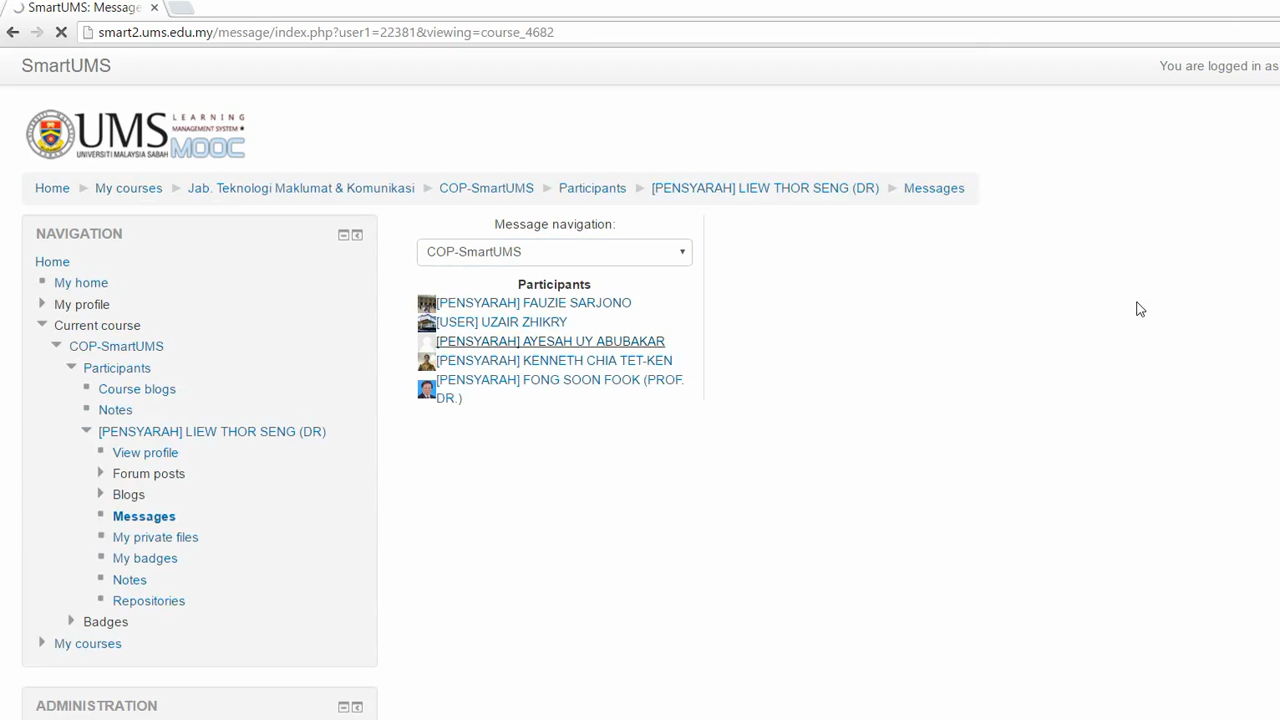 SmartUMS: Message
smart2.ums.edu.my/message/index.php?user1=22381&viewing=course_4682
SmartUMS
You are logged in as
UMS
UNIVERSITI MALAYSIA SABAH
LEARNING
MANAGEMENT SYSTEM
MOOC
Home My courses Jab. Teknologi Maklumat & Komunikasi COP-SmartUMS Participants [PENSYARAH] LIEW THOR SENG (DR) Messages
NAVIGATION
Home
My home
My profile
Current course
COP-SmartUMS
Participants
Course blogs
Notes
[PENSYARAH] LIEW THOR SENG (DR)
View profile
Forum posts
Blogs
Messages
My private files
My badges
Notes
Repositories
Badges
My courses
ADMINISTRATION
Message navigation:
COP-SmartUMS
Participants
[PENSYARAH] FAUZIE SARJONO
[USER] UZAIR ZHIKRY
[PENSYARAH] AYESAH UY ABUBAKAR
[PENSYARAH] KENNETH CHIA TET-KEN
[PENSYARAH] FONG SOON FOOK (PROF.
DR.)